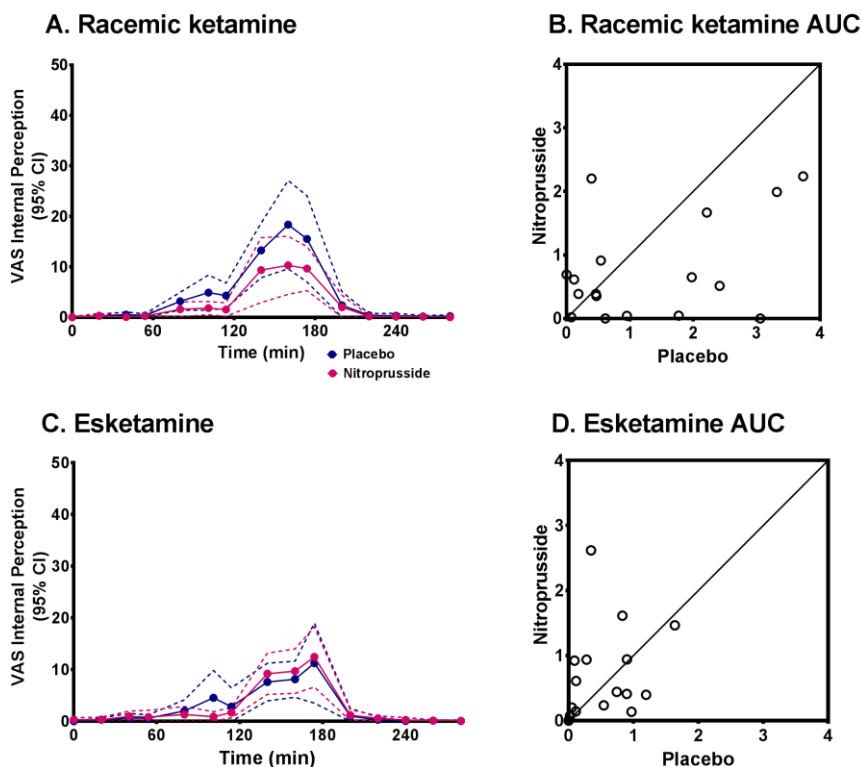 A. Racemic ketamine
VAS Internal Perception
(95% CI)
50
40
30
20
10
0
0 60 120 180 240
Time (min)
Placebo
Nitroprusside
B. Racemic ketamine AUC
Nitroprusside
4
3
2
1
0
0 1 2 3 4
Placebo
C. Esketamine
VAS Internal Perception
(95% CI)
50
40
30
20
10
0
0 60 120 180 240
Time (min)
D. Esketamine AUC
Nitroprusside
4
3
2
1
0
0 1 2 3 4
Placebo